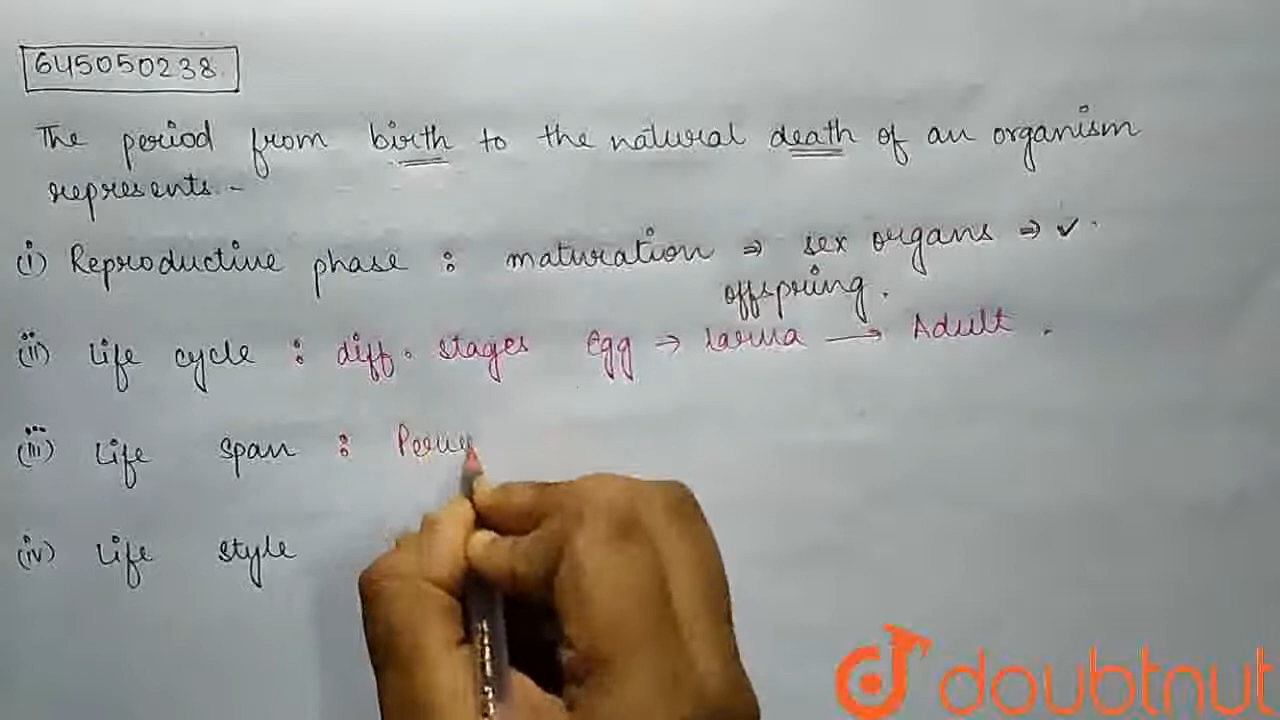 645050238
The period from birth to the natural death of an organism
represents. -
(i) Reproductive phase : maturation ⇒ sex organs ⇒ ✓.
offspring.
(ii) Life cycle : diff. stages egg → larva → Adult .
(iii) Life span :
(iv) Life style
doubtnut